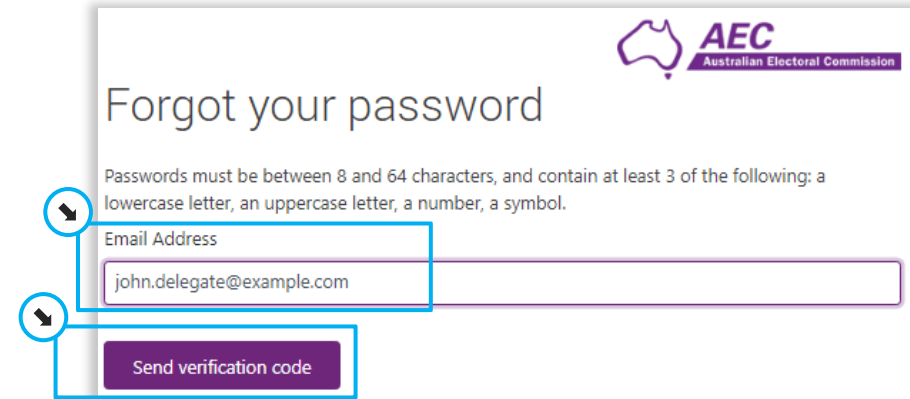 AEC
Australian Electoral Commission
Forgot your password
Passwords must be between 8 and 64 characters, and contain at least 3 of the following: a
lowercase letter, an uppercase letter, a number, a symbol.
Email Address
john.delegate@example.com
Send verification code